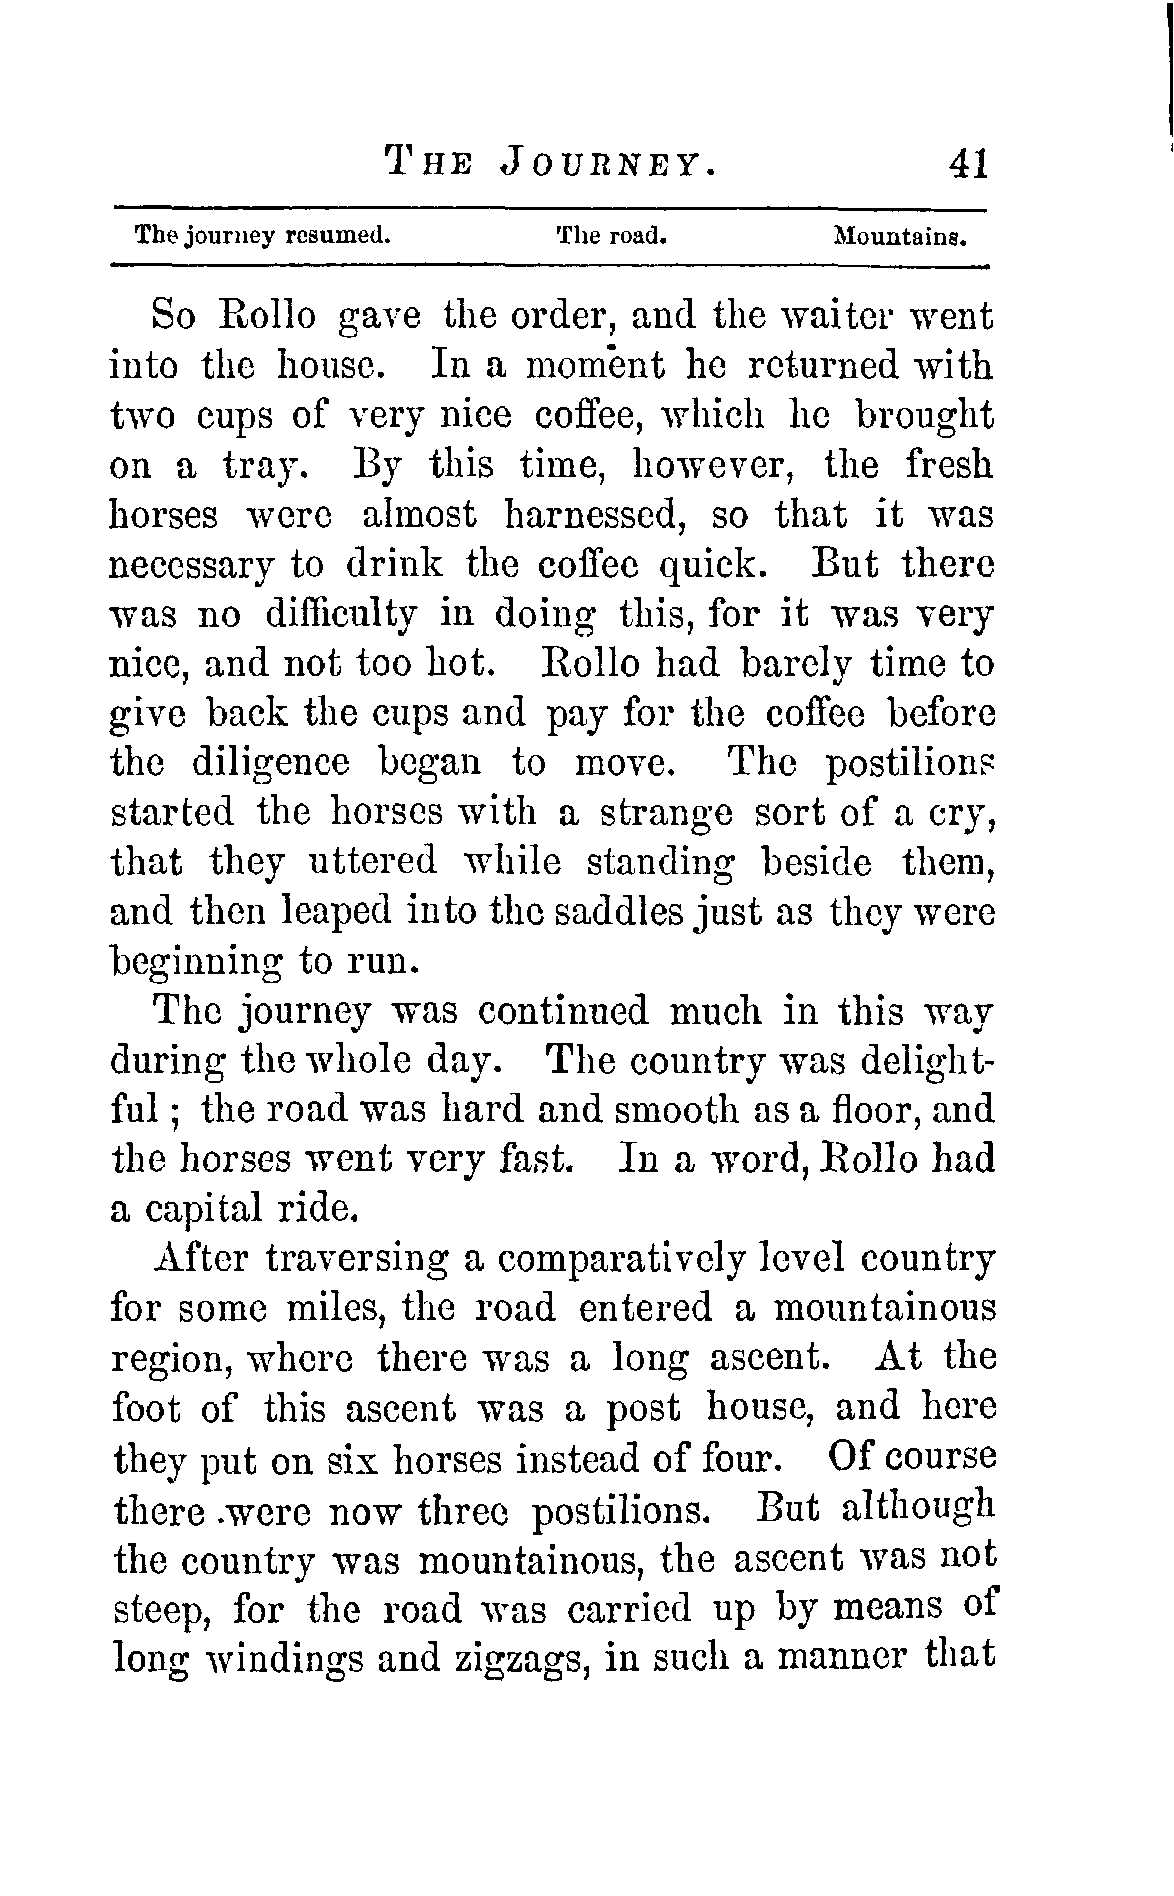 THE JOURNEY. 41
The journey resumed. The road. Mountains.
So Rollo gave the order, and the waiter went
into the house. In a moment he returned with
two cups of very nice coffee, which he brought
on a tray. By this time, however, the fresh
horses were almost harnessed, so that it was
necessary to drink the coffee quick. But there
was no difficulty in doing this, for it was very
nice, and not too hot. Rollo had barely time to
give back the cups and pay for the coffee before
the diligence began to move. The postilions
started the horses with a strange sort of a cry,
that they uttered while standing beside them,
and then leaped into the saddles just as they were
beginning to run.
The journey was continued much in this way
during the whole day. The country was delight-
ful; the road was hard and smooth as a floor, and
the horses went very fast. In a word, Rollo had
a capital ride.
After traversing a comparatively level country
for some miles, the road entered a mountainous
region, where there was a long ascent. At the
foot of this ascent was a post house, and here
they put on six horses instead of four. Of course
there were now three postilions. But although
the country was mountainous, the ascent was not
steep, for the road was carried up by means of
long windings and zigzags, in such a manner that